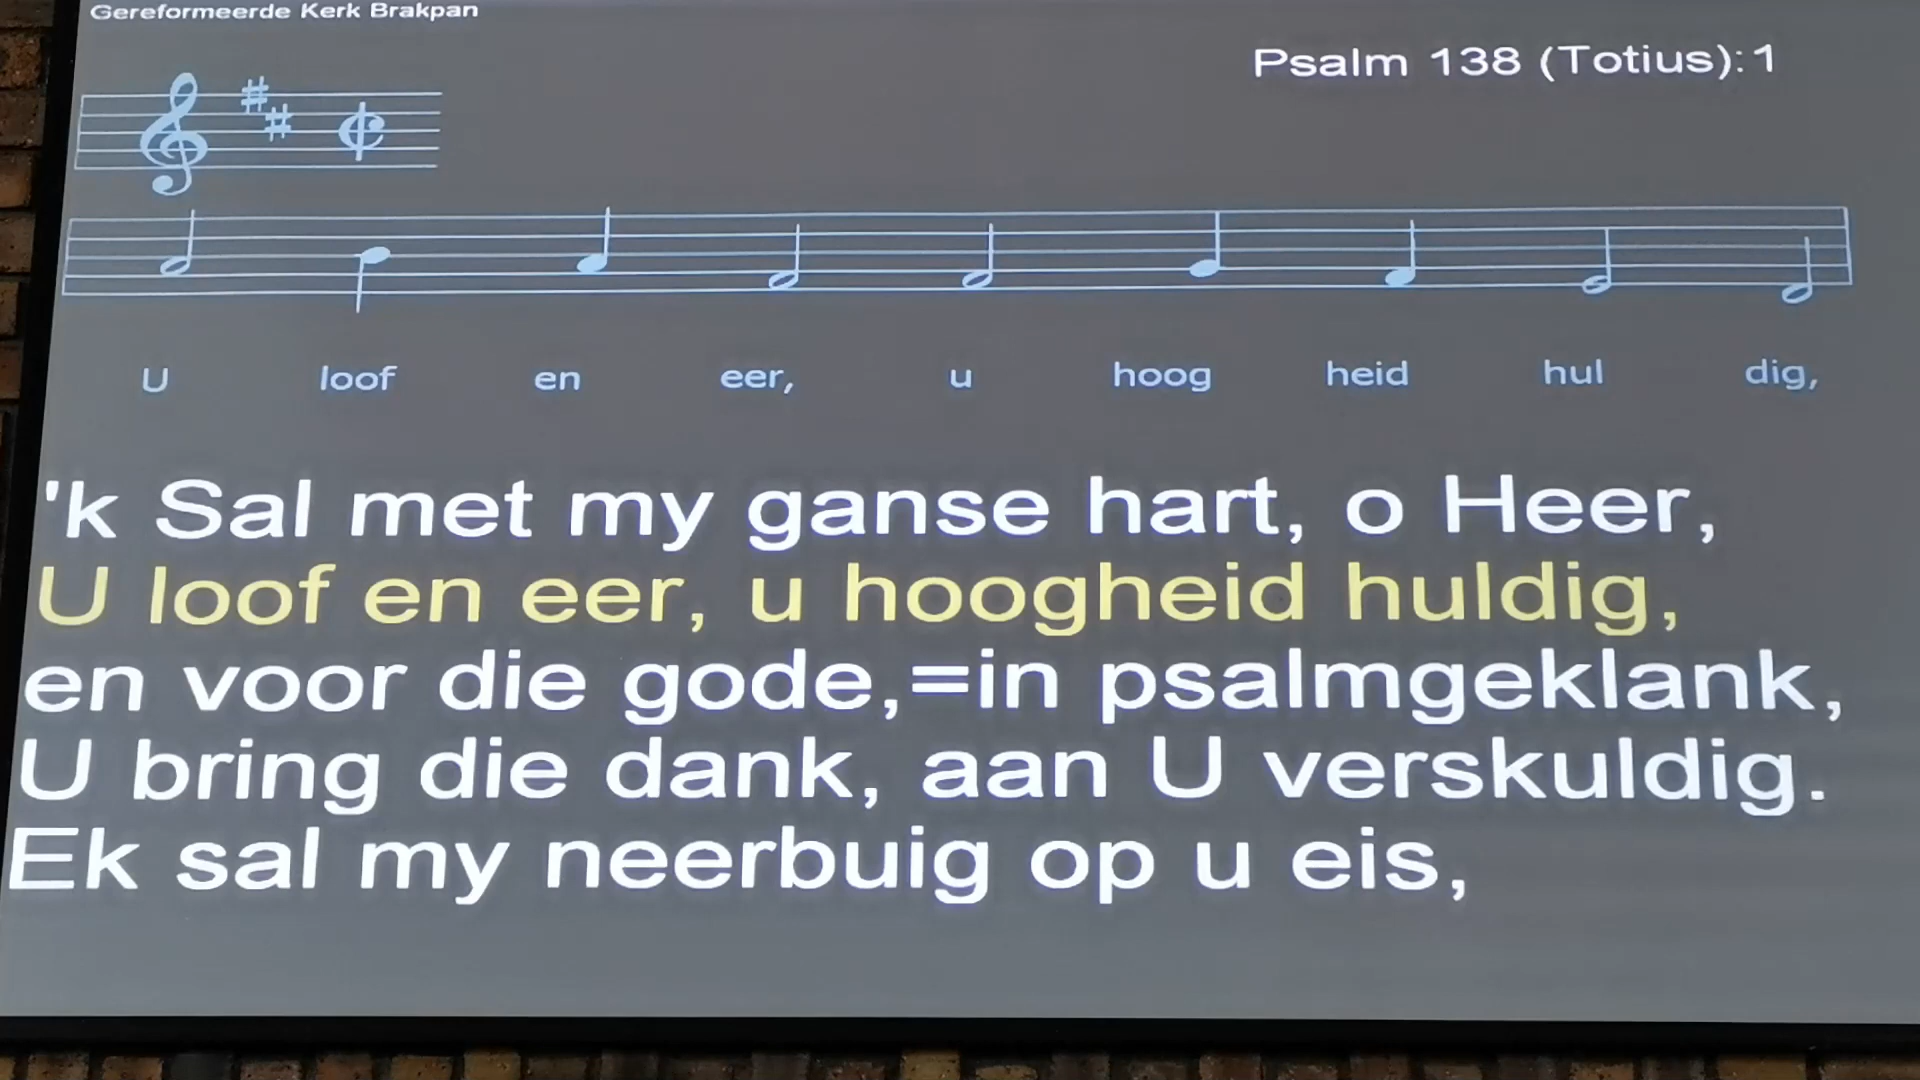 Gereformeerde Kerk Brakpan
Psalm 138 (Totius):1
U loof en eer, u hoog heid hul dig,
'k Sal met my ganse hart, o Heer,
U loof en eer, u hoogheid huldig,
en voor die gode,=in psalmgeklank,
U bring die dank, aan U verskuldig.
Ek sal my neerbuig op u eis,